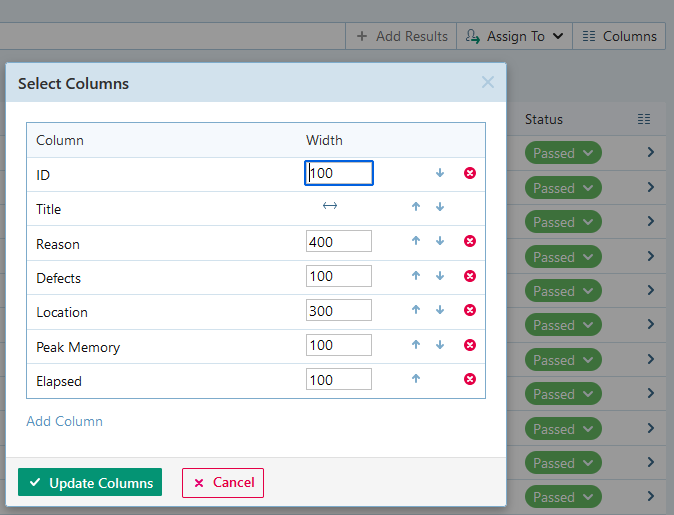 Add Results Assign To Columns
Select Columns
Status
Column Width
ID 100
Title
Reason 400
Defects 100
Location 300
Peak Memory 100
Elapsed 100
Add Column
Update Columns Cancel
Passed
Passed
Passed
Passed
Passed
Passed
Passed
Passed
Passed
Passed
Passed